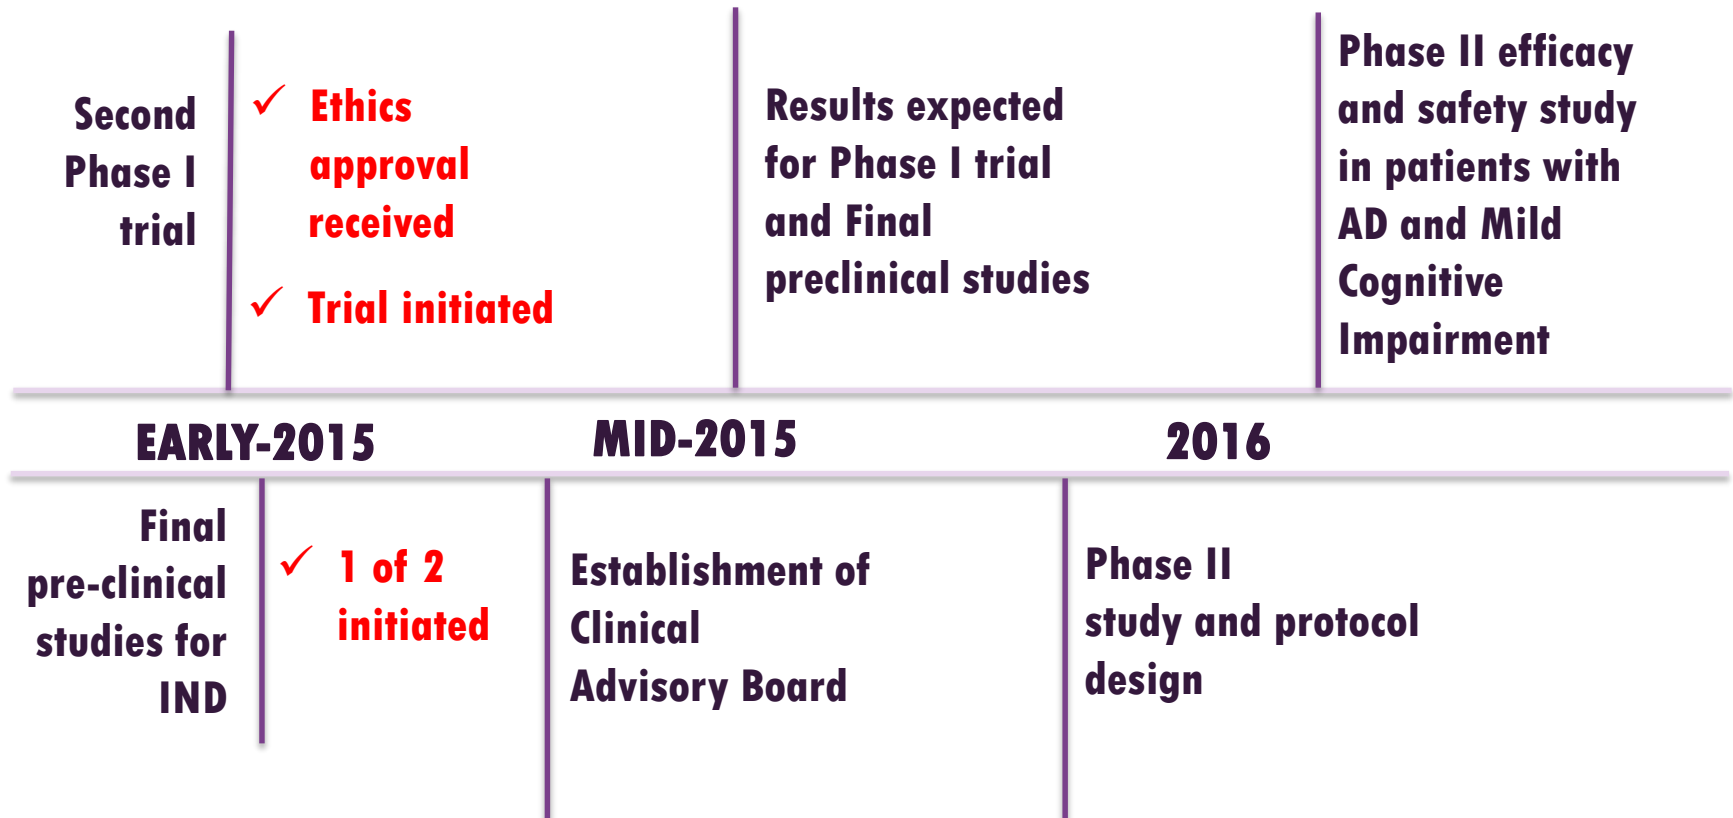 Second
Phase I
trial
✓ Ethics
approval
received
✓ Trial initiated
Results expected
for Phase I trial
and Final
preclinical studies
Phase II efficacy
and safety study
in patients with
AD and Mild
Cognitive
Impairment
EARLY-2015
MID-2015
2016
Final
pre-clinical
studies for
IND
✓ 1 of 2
initiated
Establishment of
Clinical
Advisory Board
Phase II
study and protocol
design